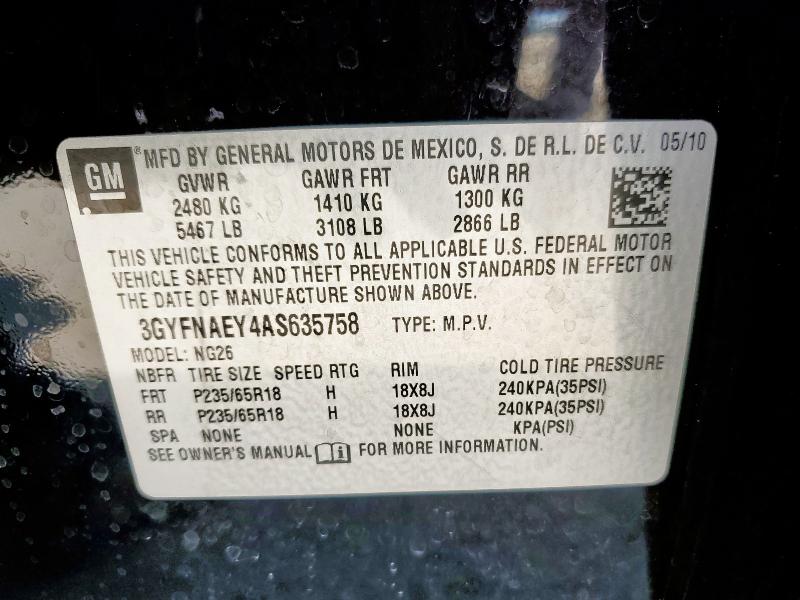 GM ® MFD BY GENERAL MOTORS DE MEXICO, S. DE R.L. DE C.V. 05/10
GVWR GAWR FRT GAWR RR
2480 KG 1410 KG 1300 KG
5467 LB 3108 LB 2866 LB
THIS VEHICLE CONFORMS TO ALL APPLICABLE U.S. FEDERAL MOTOR
VEHICLE SAFETY AND THEFT PREVENTION STANDARDS IN EFFECT ON
THE DATE OF MANUFACTURE SHOWN ABOVE.
3GYFNAEY4AS635758 TYPE: M.P.V.
MODEL: NG26
NBFR TIRE SIZE SPEED RTG RIM COLD TIRE PRESSURE
FRT P235/65R18 H 18X8J 240KPA(35PSI)
RR P235/65R18 H 18X8J 240KPA(35PSI)
SPA NONE NONE KPA(PSI)
SEE OWNER'S MANUAL i FOR MORE INFORMATION.